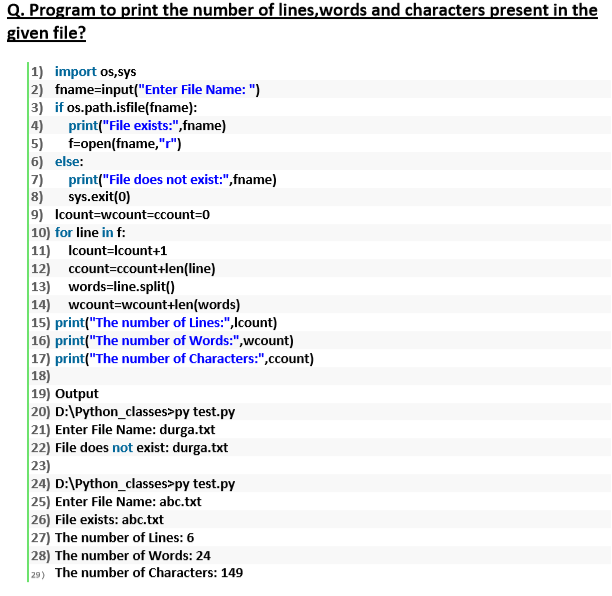 Q. Program to print the number of lines,words and characters present in the
given file?
1) import os,sys
2) fname=input("Enter File Name: ")
3) if os.path.isfile(fname):
4)     print("File exists:",fname)
5)     f=open(fname,"r")
6) else:
7)     print("File does not exist:",fname)
8)     sys.exit(0)
9) lcount=wcount=ccount=0
10) for line in f:
11)     lcount=lcount+1
12)     ccount=ccount+len(line)
13)     words=line.split()
14)     wcount=wcount+len(words)
15) print("The number of Lines:",lcount)
16) print("The number of Words:",wcount)
17) print("The number of Characters:",ccount)
18)
19) Output
20) D:\Python_classes>py test.py
21) Enter File Name: durga.txt
22) File does not exist: durga.txt
23)
24) D:\Python_classes>py test.py
25) Enter File Name: abc.txt
26) File exists: abc.txt
27) The number of Lines: 6
28) The number of Words: 24
29) The number of Characters: 149